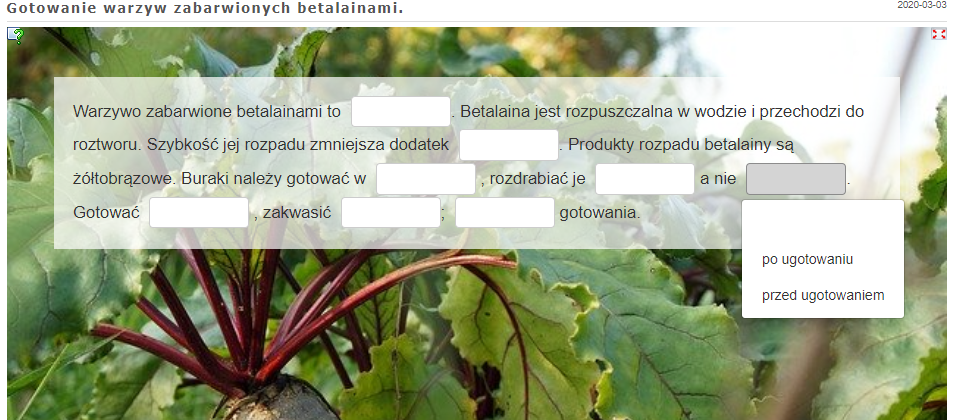 Gotowanie warzyw zabarwionych betalainami.
2020-03-03
Warzywo zabarwione betalainami to . Betalaina jest rozpuszczalna w wodzie i przechodzi do
roztworu. Szybkość jej rozpadu zmniejsza dodatek . Produkty rozpadu betalainy są
żółtobrązowe. Buraki należy gotować w , rozdrabiać je a nie .
Gotować , zakwasić ; gotowania.
po ugotowaniu
przed ugotowaniem